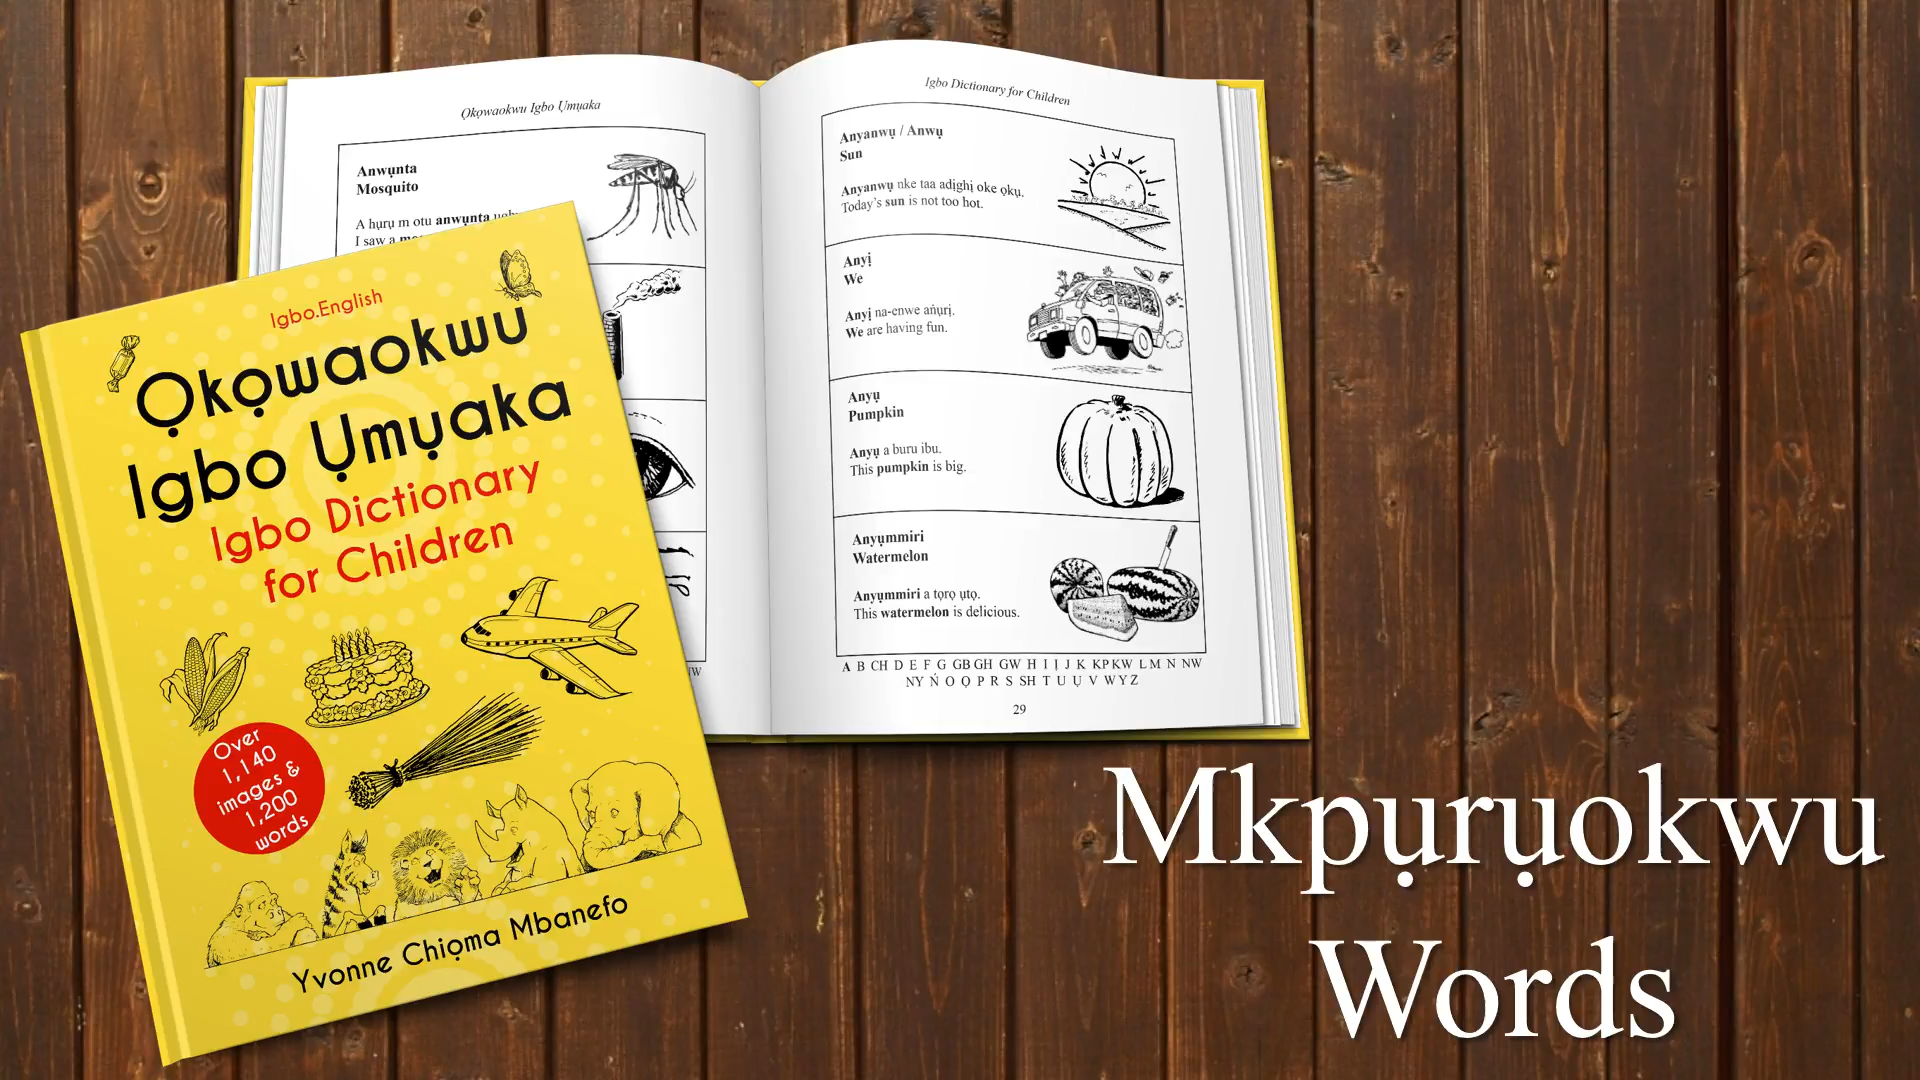 Ọkọwaokwu Igbo Ụmụaka
Anwụnta
Mosquito
A hụrụ m otu anwụnta
I saw a
NW
Igbo Dictionary for Children
Anyanwụ / Anwụ
Sun
Anyanwụ nke taa adịghị oke ọkụ.
Today's sun is not too hot.
Anyị
We
Anyị na-enwe aṅụrị.
We are having fun.
Anyụ
Pumpkin
Anyụ a buru ibu.
This pumpkin is big.
Anyụmmiri
Watermelon
Anyụmmiri a tọrọ ụtọ.
This watermelon is delicious.
A B CH D E F G GB GH GW H I Ị J K KP KW L M N NW
NY Ṅ O Ọ P R S SH T U Ụ V W Y Z
29
Igbo.English
Ọkọwaokwu
Igbo Ụmụaka
Igbo Dictionary
for Children
Over
1,140
images &
1,200
words
Yvonne Chiọma Mbanefo
Mkpụrụokwu
Words